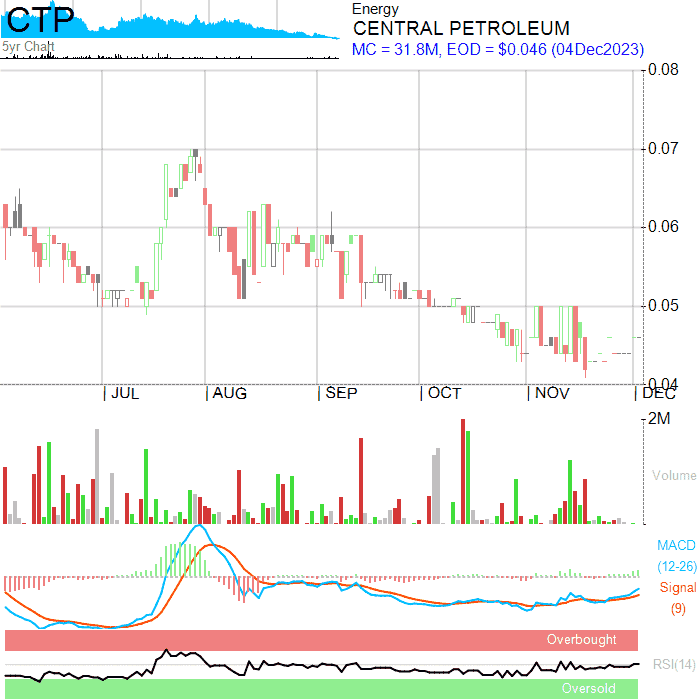 CTP
Energy
CENTRAL PETROLEUM
5yr Chart
MC = 31.8M, EOD = $0.046 (04Dec2023)
0.08
0.07
0.06
0.05
0.04
JUL AUG SEP OCT NOV DEC
2M
Volume
MACD
(12-26)
Signal
(9)
Overbought
RSI(14)
Oversold